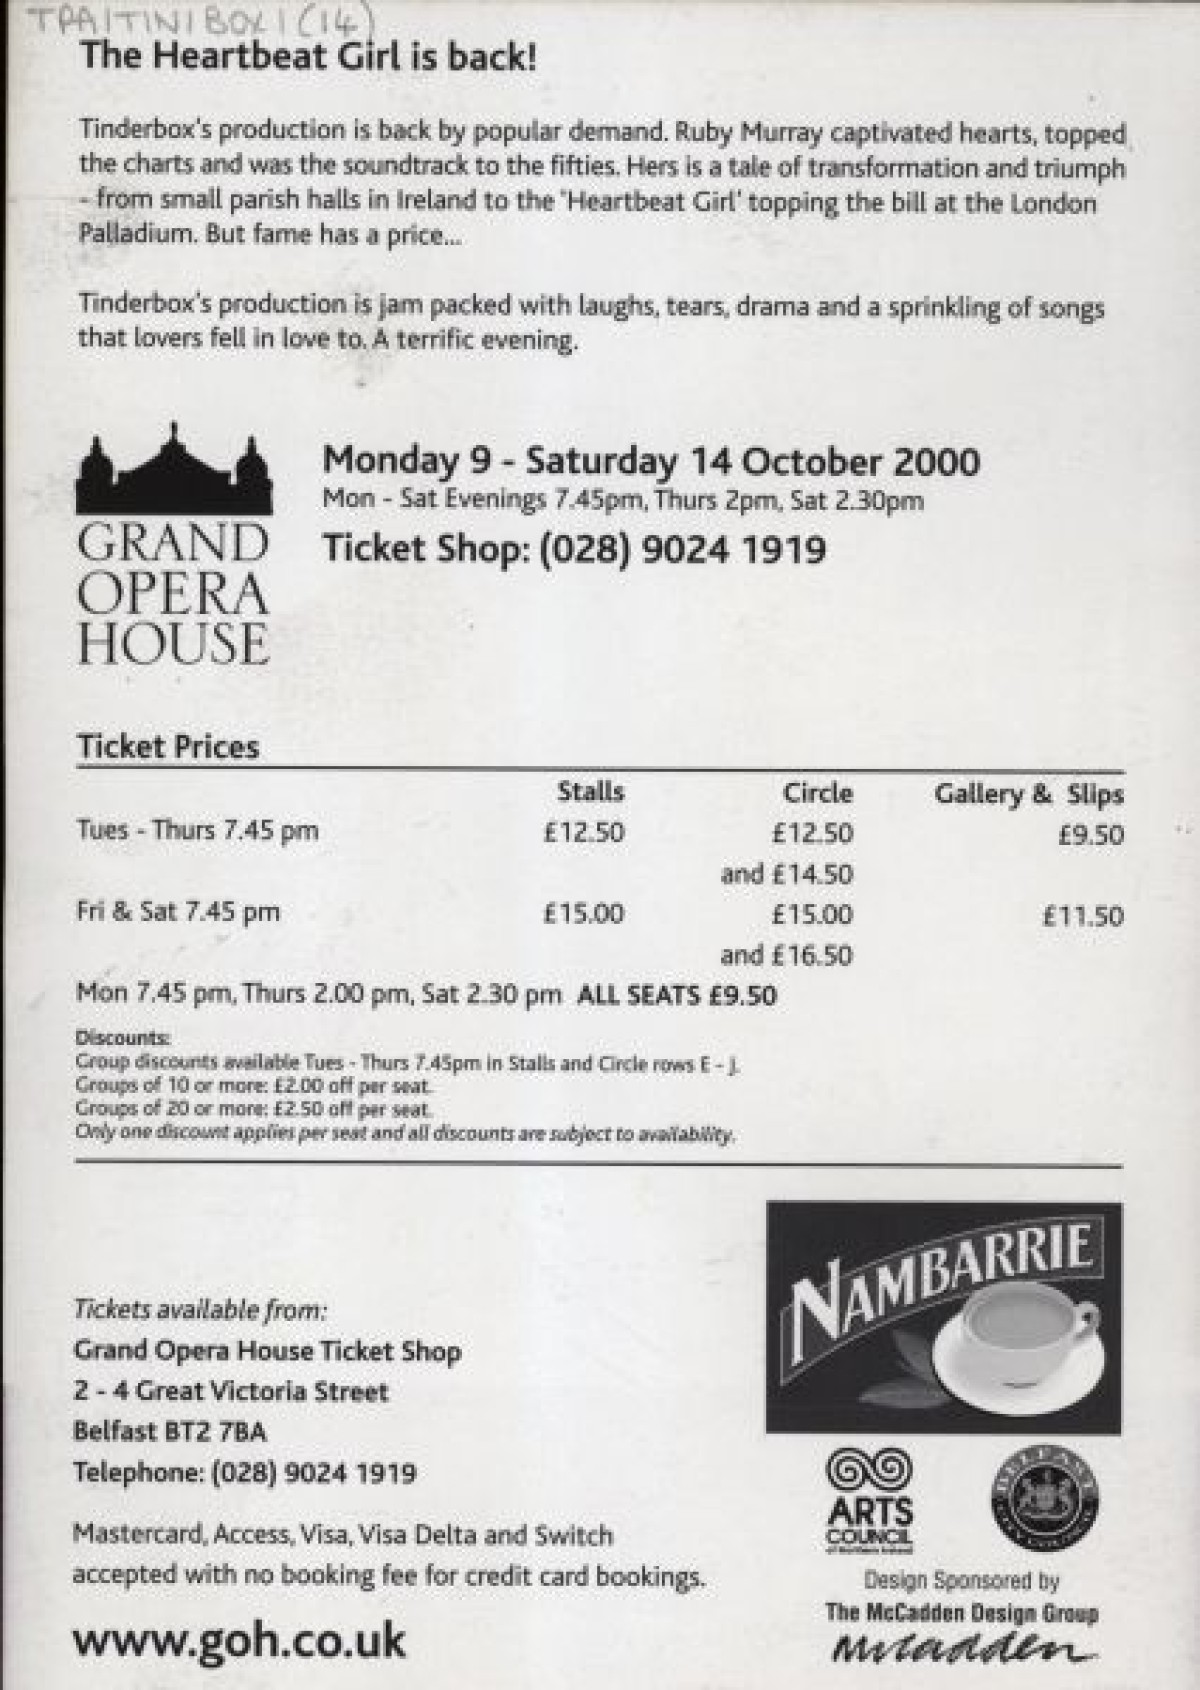 TPA/TIN/BOX 1 (14)
The Heartbeat Girl is back!
Tinderbox's production is back by popular demand. Ruby Murray captivated hearts, topped
the charts and was the soundtrack to the fifties. Hers is a tale of transformation and triumph
- from small parish halls in Ireland to the 'Heartbeat Girl' topping the bill at the London
Palladium. But fame has a price...
Tinderbox's production is jam packed with laughs, tears, drama and a sprinkling of songs
that lovers fell in love to. A terrific evening.
GRAND
OPERA
HOUSE
Monday 9 - Saturday 14 October 2000
Mon - Sat Evenings 7.45pm, Thurs 2pm, Sat 2.30pm
Ticket Shop: (028) 9024 1919
Ticket Prices
Stalls Circle Gallery & Slips
Tues - Thurs 7.45 pm £12.50 £12.50 £9.50
and £14.50
Fri & Sat 7.45 pm £15.00 £15.00 £11.50
and £16.50
Mon 7.45 pm, Thurs 2.00 pm, Sat 2.30 pm ALL SEATS £9.50
Discounts:
Group discounts available Tues - Thurs 7.45pm in Stalls and Circle rows E - J.
Groups of 10 or more: £2.00 off per seat.
Groups of 20 or more: £2.50 off per seat.
Only one discount applies per seat and all discounts are subject to availability.
Tickets available from:
Grand Opera House Ticket Shop
2 - 4 Great Victoria Street
Belfast BT2 7BA
Telephone: (028) 9024 1919
Mastercard, Access, Visa, Visa Delta and Switch
accepted with no booking fee for credit card bookings.
www.goh.co.uk
NAMBARRIE
ARTS
COUNCIL
of Northern Ireland
BELFAST
Design Sponsored by
The McCadden Design Group
McCadden